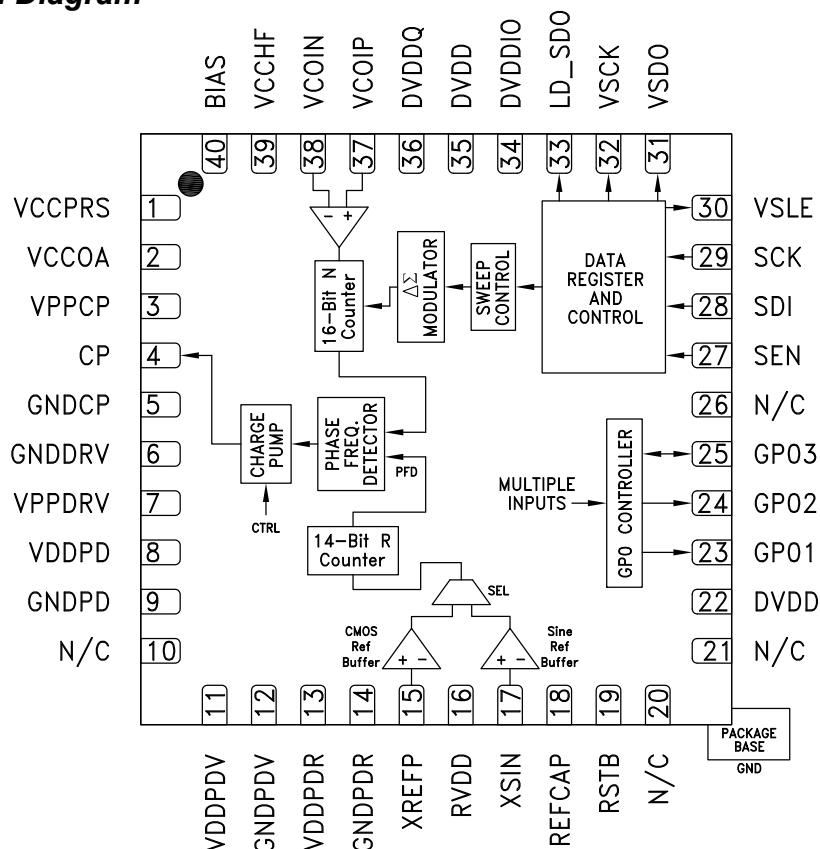 Diagram
BIAS
VCCHF
VCOIN
VCOIP
DVDDQ
DVDD
DVDDIO
LD_SDO
VSCK
VSDO
40
39
38
37
36
35
34
33
32
31
VCCPRS
1
VCCOA
2
VPPCP
3
CP
4
GNDCP
5
GNDDRV
6
VPPDRV
7
VDDPD
8
GNDPD
9
N/C
10
- +
16-Bit N
Counter
ΔΣ
MODULATOR
SWEEP
CONTROL
DATA
REGISTER
AND
CONTROL
CHARGE
PUMP
CTRL
PHASE
FREQ.
DETECTOR
PFD
14-Bit R
Counter
SEL
CMOS
Ref
Buffer
+ -
Sine
Ref
Buffer
+ -
MULTIPLE
INPUTS
GPO CONTROLLER
30
VSLE
29
SCK
28
SDI
27
SEN
26
N/C
25
GPO3
24
GPO2
23
GPO1
22
DVDD
21
N/C
11
12
13
14
15
16
17
18
19
20
VDDPDV
GNDPDV
VDDPDR
GNDPDR
XREFP
RVDD
XSIN
REFCAP
RSTB
N/C
PACKAGE
BASE
GND